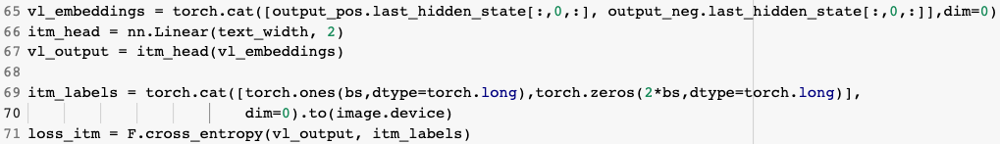 65 vl_embeddings = torch.cat([output_pos.last_hidden_state[:,0,:], output_neg.last_hidden_state[:,0,:]],dim=0)
66 itm_head = nn.Linear(text_width, 2)
67 vl_output = itm_head(vl_embeddings)
68
69 itm_labels = torch.cat([torch.ones(bs,dtype=torch.long),torch.zeros(2*bs,dtype=torch.long)],
70                         dim=0).to(image.device)
71 loss_itm = F.cross_entropy(vl_output, itm_labels)